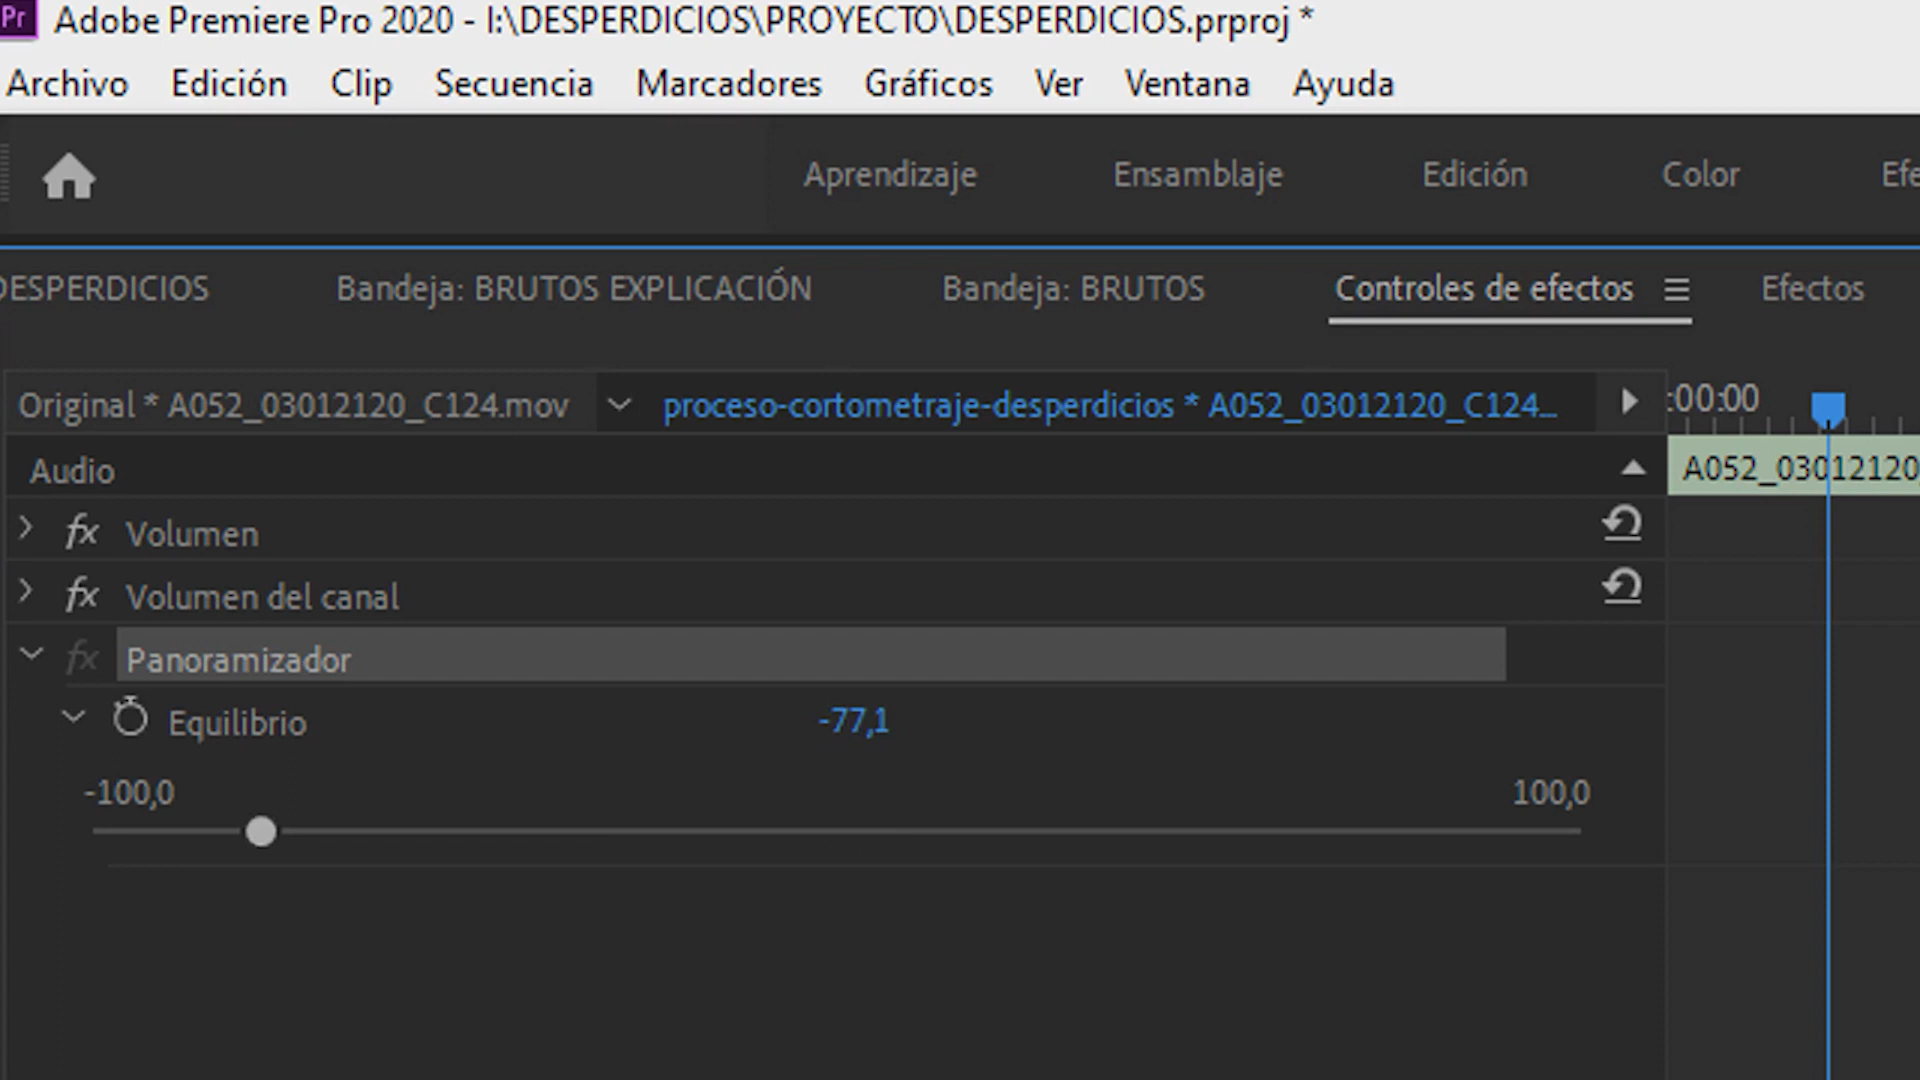 Pr Adobe Premiere Pro 2020 - I:\DESPERDICIOS\PROYECTO\DESPERDICIOS.prproj *
Archivo Edición Clip Secuencia Marcadores Gráficos Ver Ventana Ayuda
Aprendizaje Ensamblaje Edición Color Efe
DESPERDICIOS Bandeja: BRUTOS EXPLICACIÓN Bandeja: BRUTOS Controles de efectos Efectos
Original * A052_03012120_C124.mov proceso-cortometraje-desperdicios * A052_03012120_C124... :00:00
Audio A052_03012120
fx Volumen
fx Volumen del canal
fx Panoramizador
Equilibrio -77,1
-100,0 100,0